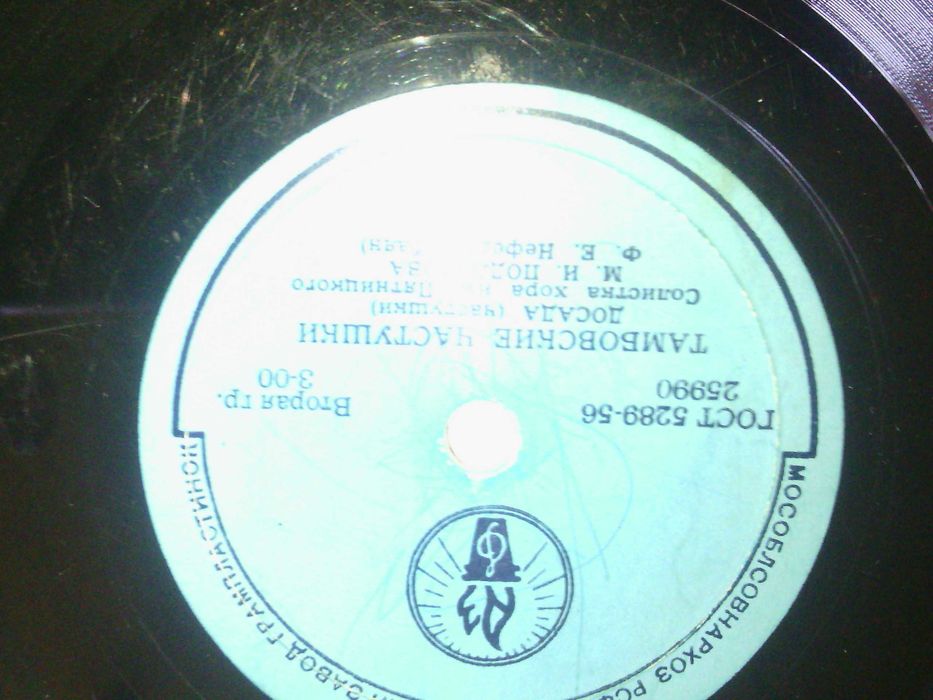 МОСОБЛСОВНАРХОЗ
ЗАВОД ГРАМПЛАСТИНОК
ГОСТ 5289-56
Вторая гр.
25990
3-00
ТАМБОВСКИЕ ЧАСТУШКИ
ДОСАДА (частушки)
Солистка хора Пятницкого
М. И.
Ф. Е.